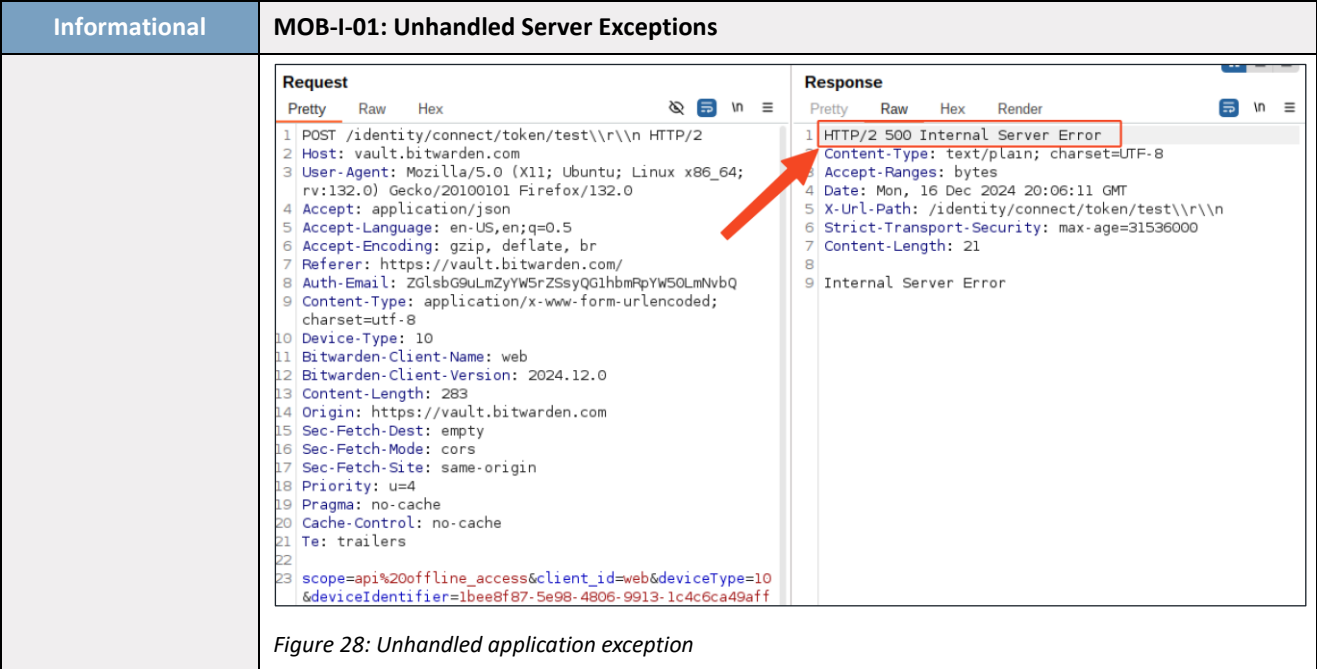 Informational
MOB-I-01: Unhandled Server Exceptions
Request
Pretty Raw Hex \n
1 POST /identity/connect/token/test\\r\\n HTTP/2
2 Host: vault.bitwarden.com
3 User-Agent: Mozilla/5.0 (X11; Ubuntu; Linux x86_64;
rv:132.0) Gecko/20100101 Firefox/132.0
4 Accept: application/json
5 Accept-Language: en-US,en;q=0.5
6 Accept-Encoding: gzip, deflate, br
7 Referer: https://vault.bitwarden.com/
8 Auth-Email: ZGlsbG9uLmZyYW5rZSsyQG1hbmRpYW50LmNvbQ
9 Content-Type: application/x-www-form-urlencoded;
charset=utf-8
10 Device-Type: 10
11 Bitwarden-Client-Name: web
12 Bitwarden-Client-Version: 2024.12.0
13 Content-Length: 283
14 Origin: https://vault.bitwarden.com
15 Sec-Fetch-Dest: empty
16 Sec-Fetch-Mode: cors
17 Sec-Fetch-Site: same-origin
18 Priority: u=4
19 Pragma: no-cache
20 Cache-Control: no-cache
21 Te: trailers
22
23 scope=api%20offline_access&client_id=web&deviceType=10
&deviceIdentifier=1bee8f87-5e98-4806-9913-1c4c6ca49aff
Response
Pretty Raw Hex Render \n
1 HTTP/2 500 Internal Server Error
2 Content-Type: text/plain; charset=UTF-8
3 Accept-Ranges: bytes
4 Date: Mon, 16 Dec 2024 20:06:11 GMT
5 X-Url-Path: /identity/connect/token/test\\r\\n
6 Strict-Transport-Security: max-age=31536000
7 Content-Length: 21
8
9 Internal Server Error
Figure 28: Unhandled application exception